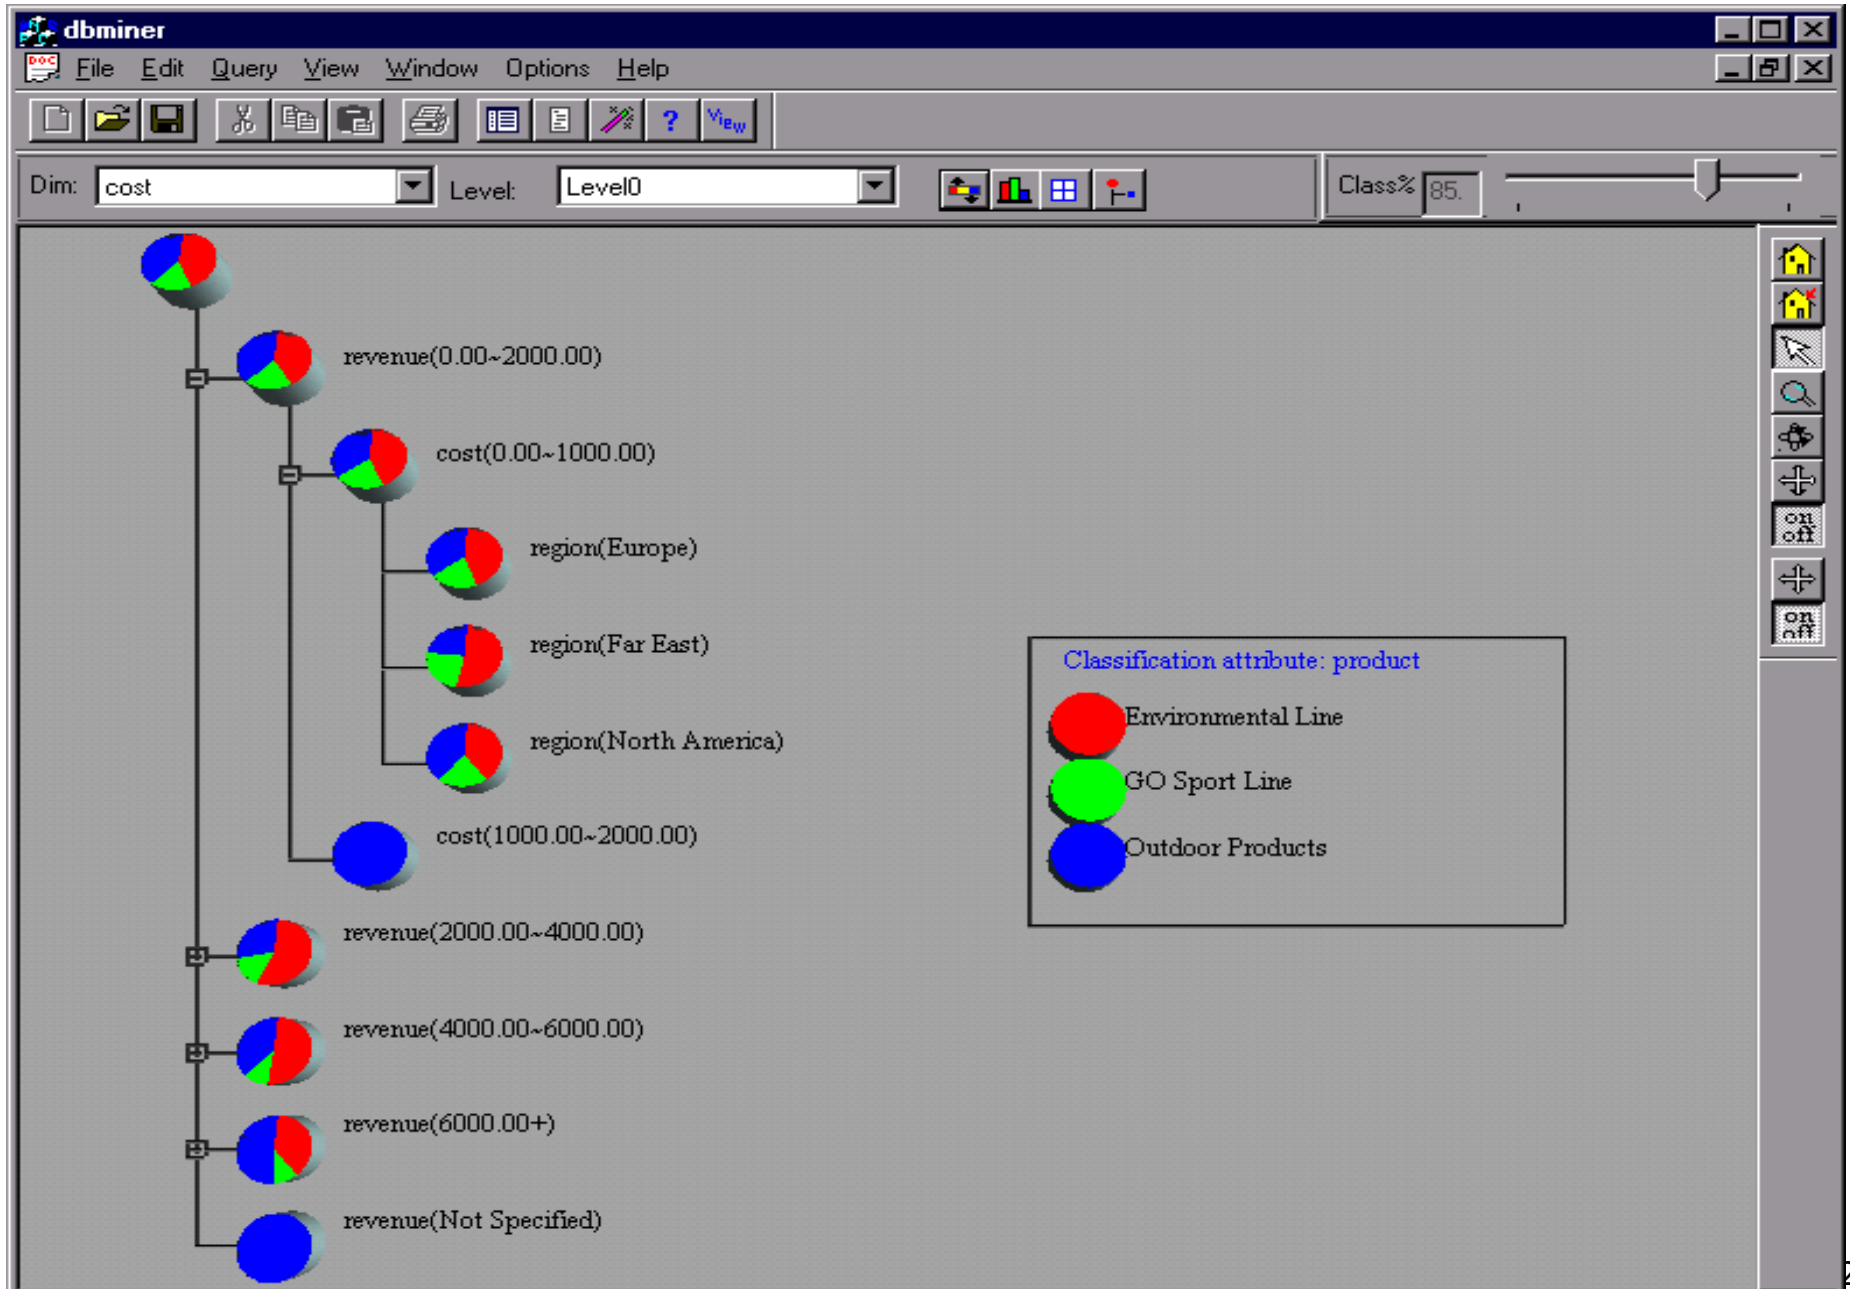 dbminer
DOC File Edit Query View Window Options Help
? View
Dim: cost Level: Level0 Class% 85.
revenue(0.00~2000.00)
cost(0.00~1000.00)
region(Europe)
region(Far East)
region(North America)
cost(1000.00~2000.00)
revenue(2000.00~4000.00)
revenue(4000.00~6000.00)
revenue(6000.00+)
revenue(Not Specified)
Classification attribute: product
Environmental Line
GO Sport Line
Outdoor Products
on
off
on
off